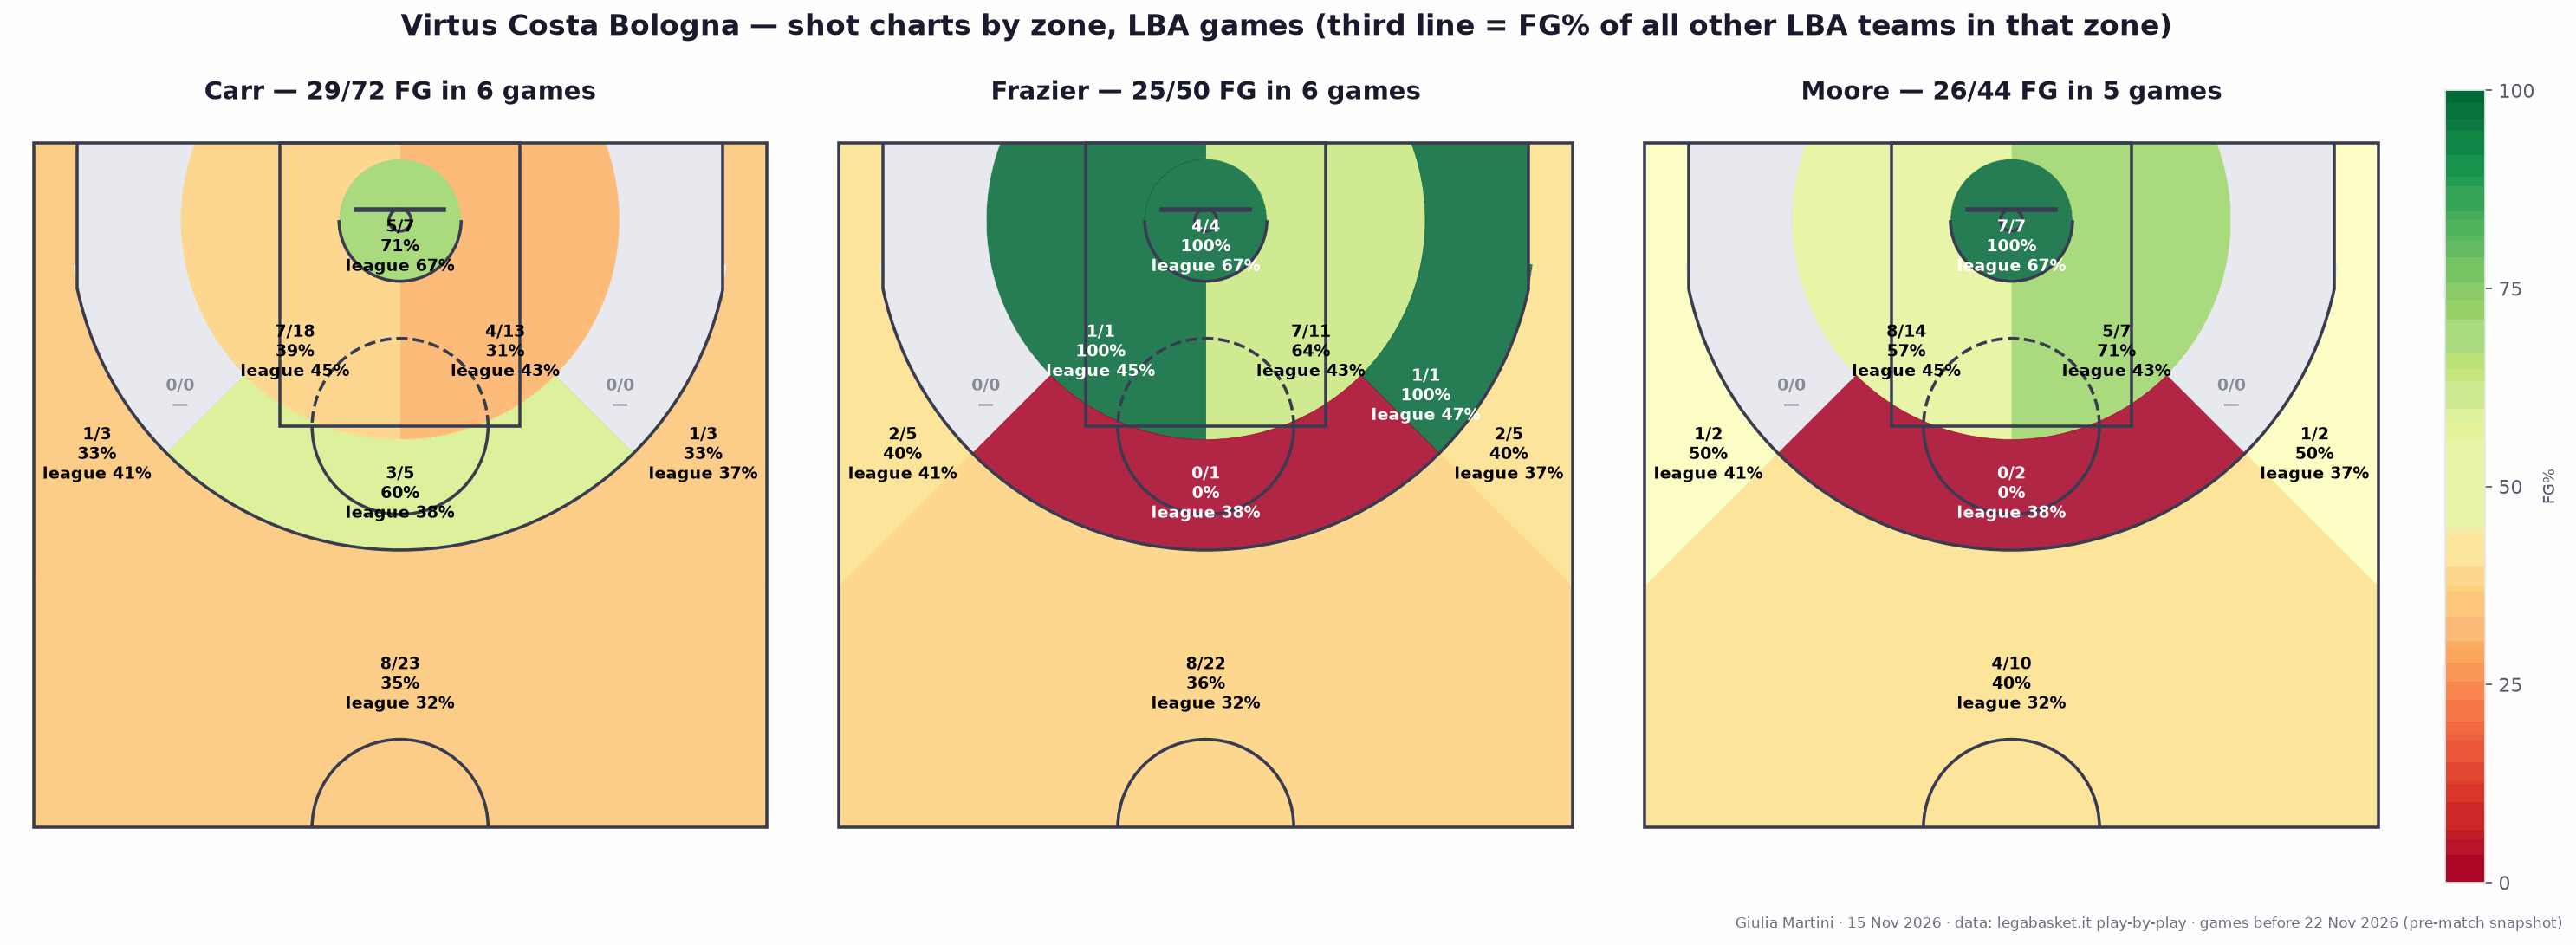 Virtus Costa Bologna — shot charts by zone, LBA games (third line = FG% of all other LBA teams in that zone)
Carr — 29/72 FG in 6 games
5/7
71%
league 67%
7/18
39%
league 45%
4/13
31%
league 43%
0/0
—
0/0
—
1/3
33%
league 41%
1/3
33%
league 37%
3/5
60%
league 38%
8/23
35%
league 32%
Frazier — 25/50 FG in 6 games
4/4
100%
league 67%
1/1
100%
league 45%
7/11
64%
league 43%
0/0
—
1/1
100%
league 47%
2/5
40%
league 41%
2/5
40%
league 37%
0/1
0%
league 38%
8/22
36%
league 32%
Moore — 26/44 FG in 5 games
7/7
100%
league 67%
8/14
57%
league 45%
5/7
71%
league 43%
0/0
—
0/0
—
1/2
50%
league 41%
1/2
50%
league 37%
0/2
0%
league 38%
4/10
40%
league 32%
100
75
50
25
0
FG%
Giulia Martini · 15 Nov 2026 · data: legabasket.it play-by-play · games before 22 Nov 2026 (pre-match snapshot)